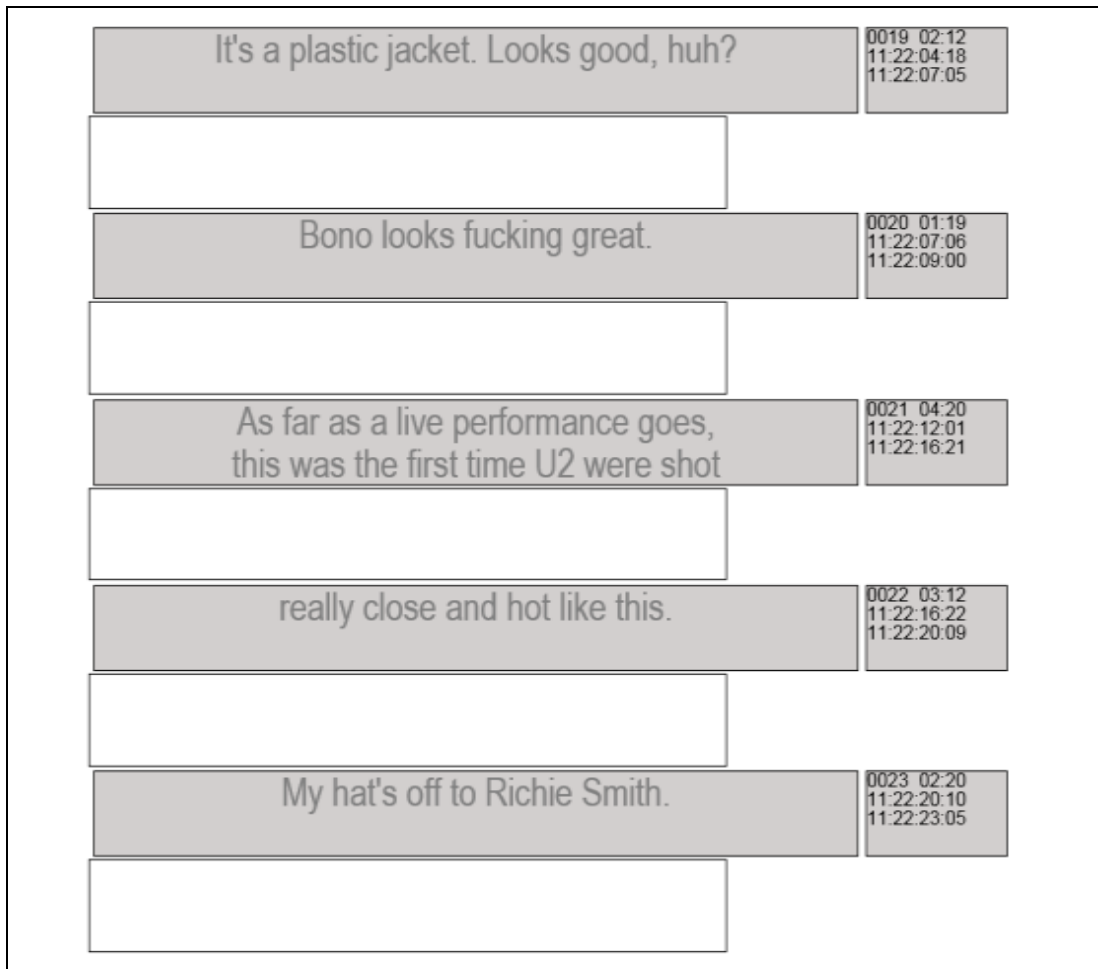 It's a plastic jacket. Looks good, huh?
0019 02:12
11:22:04:18
11:22:07:05
Bono looks fucking great.
0020 01:19
11:22:07:06
11:22:09:00
As far as a live performance goes,
this was the first time U2 were shot
0021 04:20
11:22:12:01
11:22:16:21
really close and hot like this.
0022 03:12
11:22:16:22
11:22:20:09
My hat's off to Richie Smith.
0023 02:20
11:22:20:10
11:22:23:05